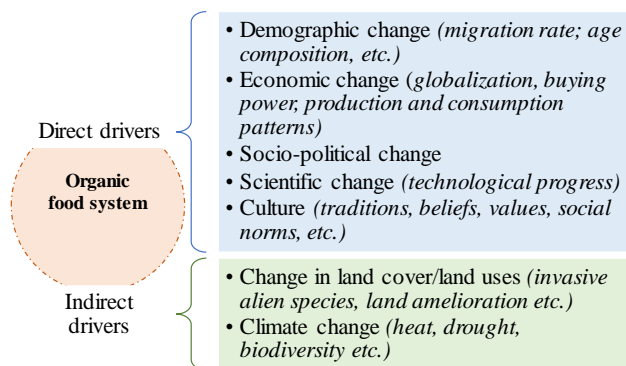 Direct drivers
Organic
food system
Indirect
drivers
• Demographic change (migration rate; age
composition, etc.)
• Economic change (globalization, buying
power, production and consumption
patterns)
• Socio-political change
• Scientific change (technological progress)
• Culture (traditions, beliefs, values, social
norms, etc.)
• Change in land cover/land uses (invasive
alien species, land amelioration etc.)
• Climate change (heat, drought,
biodiversity etc.)